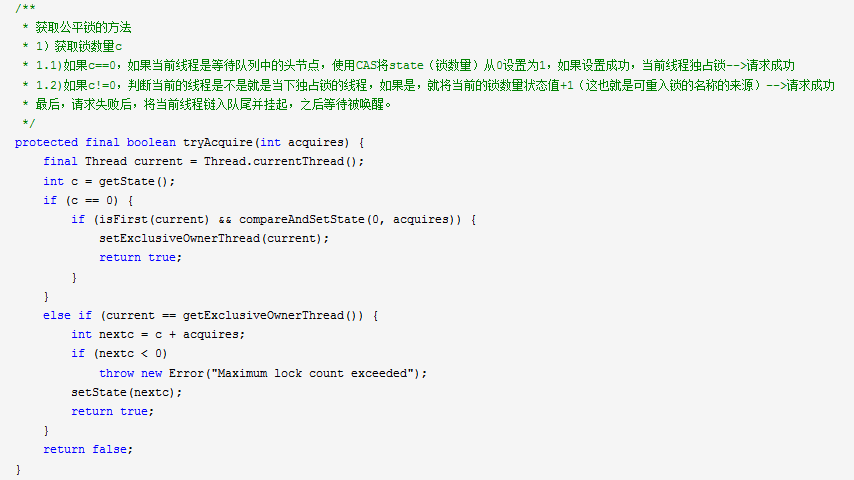 /**
 * 获取公平锁的方法
 * 1）获取锁数量c
 * 1.1)如果c==0，如果当前线程是等待队列中的头节点，使用CAS将state（锁数量）从0设置为1，如果设置成功，当前线程独占锁-->请求成功
 * 1.2)如果c!=0，判断当前的线程是不是就是当下独占锁的线程，如果是，就将当前的锁数量状态值+1（这也就是可重入锁的名称的来源）-->请求成功
 * 最后，请求失败后，将当前线程链入队尾并挂起，之后等待被唤醒。
 */
protected final boolean tryAcquire(int acquires) {
    final Thread current = Thread.currentThread();
    int c = getState();
    if (c == 0) {
        if (isFirst(current) && compareAndSetState(0, acquires)) {
            setExclusiveOwnerThread(current);
            return true;
        }
    }
    else if (current == getExclusiveOwnerThread()) {
        int nextc = c + acquires;
        if (nextc < 0)
            throw new Error("Maximum lock count exceeded");
        setState(nextc);
        return true;
    }
    return false;
}